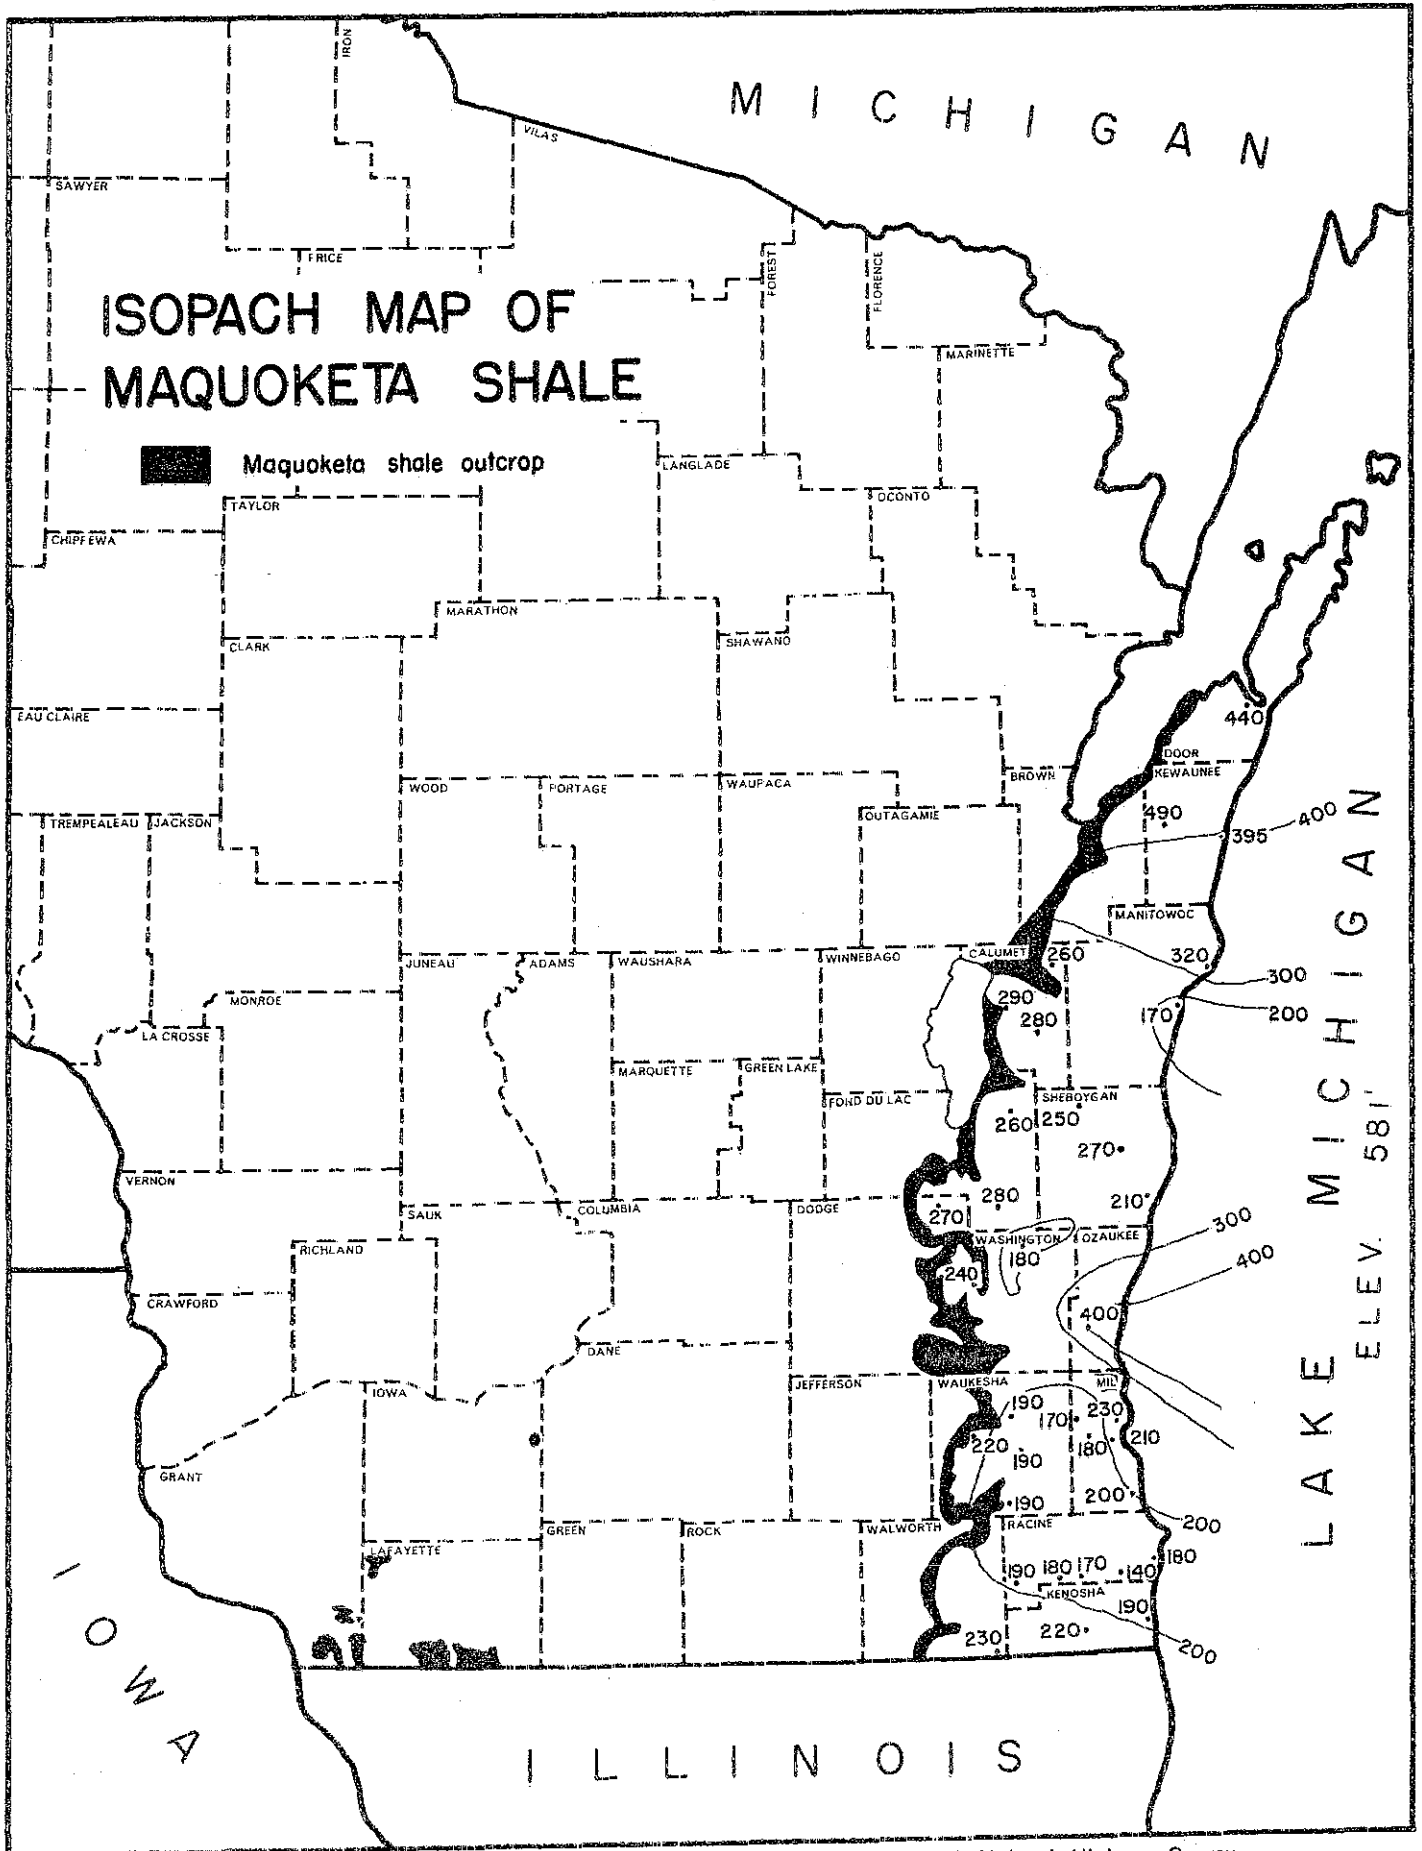 MICHIGAN
IRON
VILAS
SAWYER
FRICE
FOREST
FLORENCE
ISOPACH MAP OF
MAQUOKETA SHALE
MARINETTE
Maquoketa shale outcrop
LANGLADE
TAYLOR
OCONTO
CHIPFEWA
MARATHON
CLARK
SHAWANO
EAU CLAIRE
440
DOOR
KEWAUNEE
BROWN
WOOD
PORTAGE
WAUPACA
OUTAGAMIE
TREMPEALEAU
JACKSON
490
395
400
MANITOWOC
JUNEAU
ADAMS
WAUSHARA
WINNEBAGO
CALUMET
260
320
300
MONROE
290
280
170
200
LA CROSSE
MARQUETTE
GREEN LAKE
FOND DU LAC
SHEBOYGAN
260
250
270
VERNON
280
210
SAUK
COLUMBIA
DODGE
270
300
WASHINGTON
OZAUKEE
RICHLAND
180
240
400
CRAWFORD
400
DANE
IOWA
JEFFERSON
WAUKESHA
MIL
190
170
230
220
180
210
190
GRANT
190
200
200
GREEN
ROCK
WALWORTH
RACINE
LAFAYETTE
190
180
170
140
180
KENOSHA
190
230
220
200
LAKE MICHIGAN
ELEV. 581'
IOWA
ILLINOIS